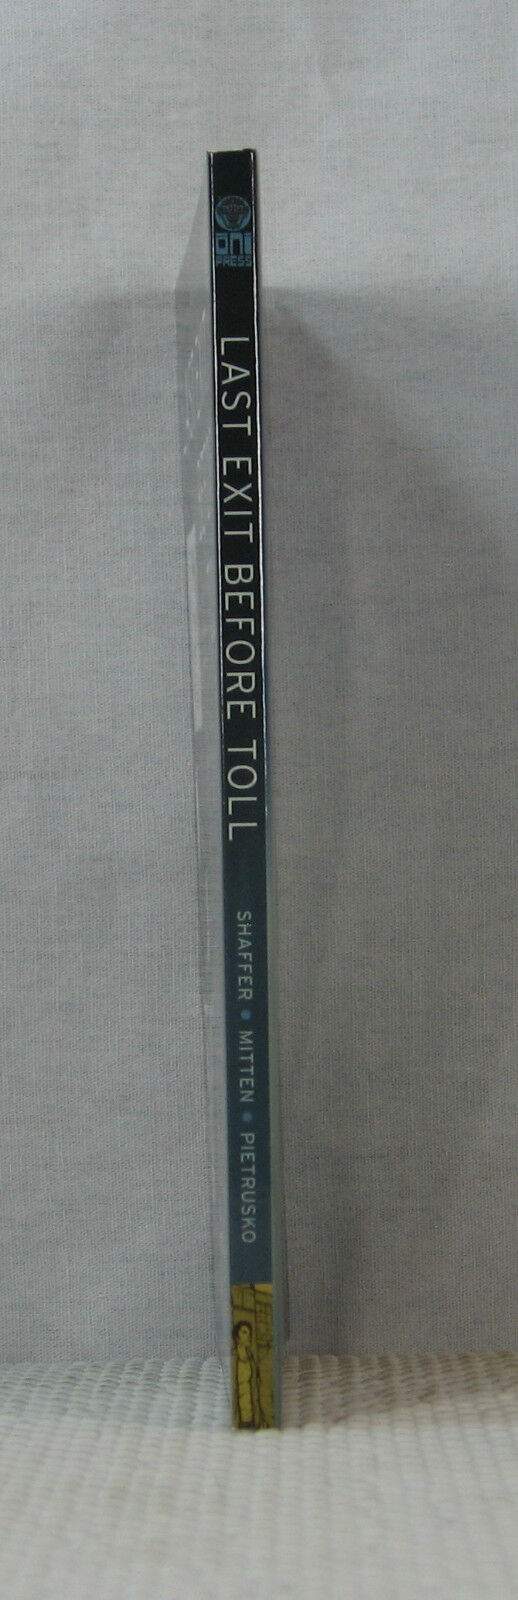 ONI
PRESS
LAST EXIT BEFORE TOLL
SHAFFER • MITTEN • PIETRUSKO